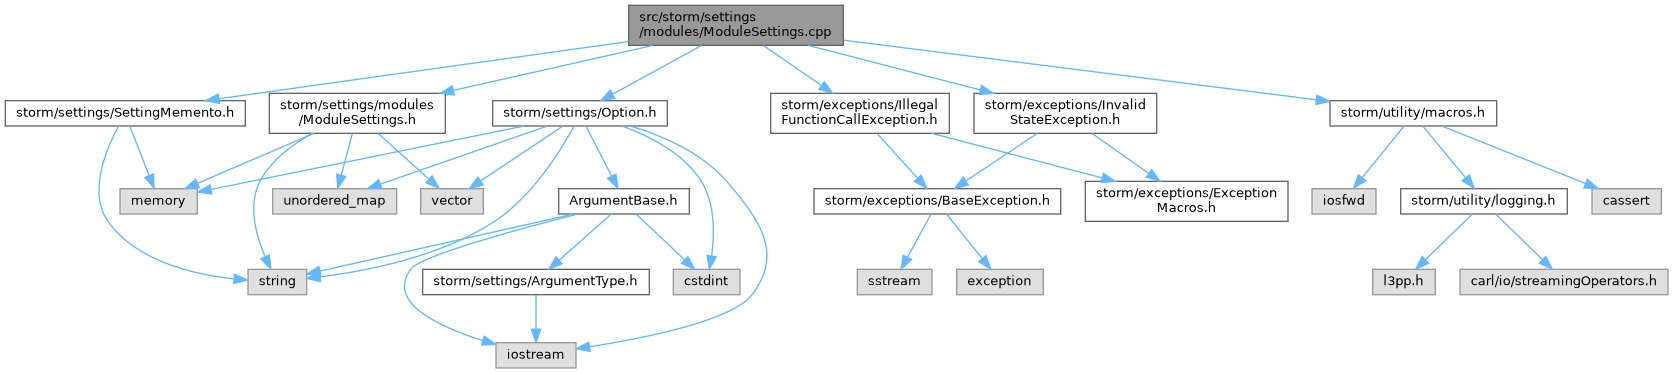 src/storm/settings
/modules/ModuleSettings.cpp
storm/settings/SettingMemento.h
storm/settings/modules
/ModuleSettings.h
storm/settings/Option.h
storm/exceptions/Illegal
FunctionCallException.h
storm/exceptions/Invalid
StateException.h
storm/utility/macros.h
memory
unordered_map
vector
ArgumentBase.h
storm/exceptions/BaseException.h
storm/exceptions/Exception
Macros.h
iosfwd
storm/utility/logging.h
cassert
string
storm/settings/ArgumentType.h
cstdint
sstream
exception
l3pp.h
carl/io/streamingOperators.h
iostream